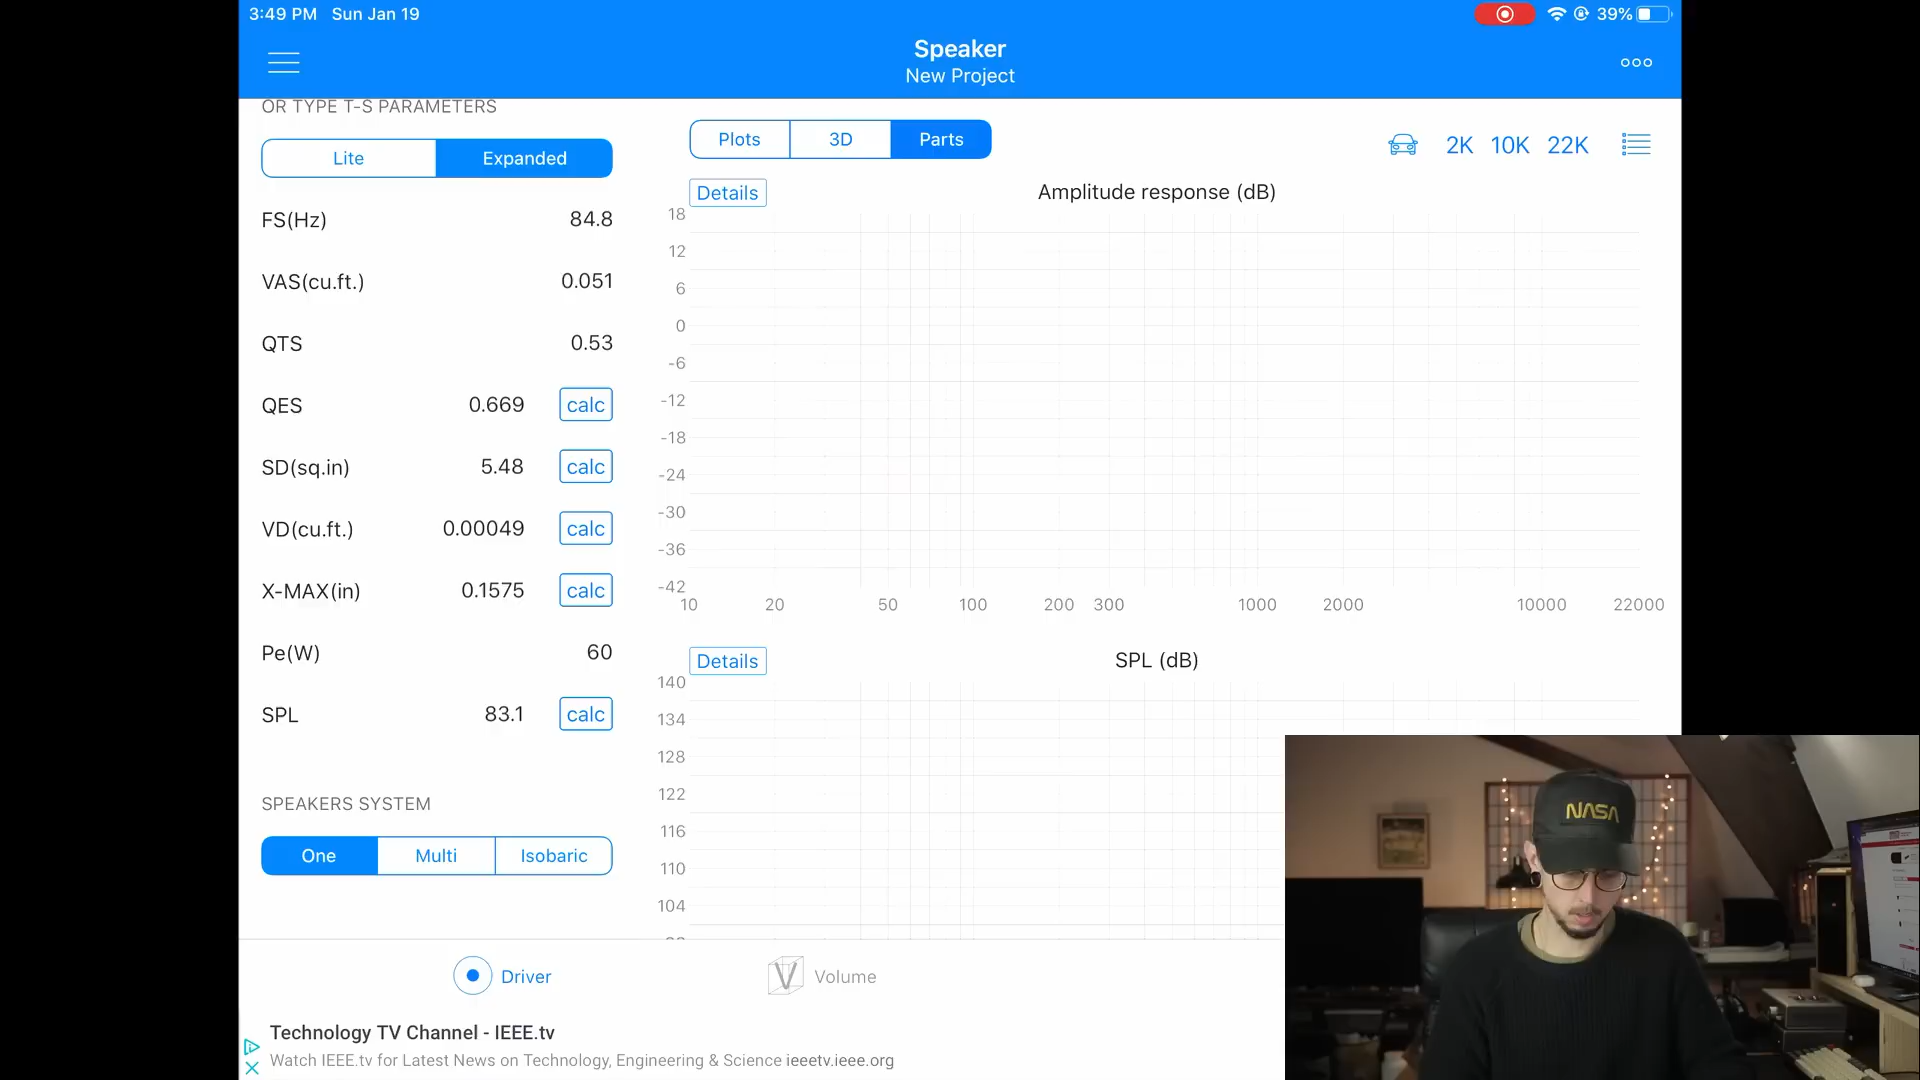 3:49 PM Sun Jan 19
39%
Speaker
New Project
OR TYPE T-S PARAMETERS
Lite
Expanded
FS(Hz)
84.8
VAS(cu.ft.)
0.051
QTS
0.53
QES
0.669
calc
SD(sq.in)
5.48
calc
VD(cu.ft.)
0.00049
calc
X-MAX(in)
0.1575
calc
Pe(W)
60
SPL
83.1
calc
SPEAKERS SYSTEM
One
Multi
Isobaric
Plots
3D
Parts
2K
10K
22K
Details
Amplitude response (dB)
18
12
6
0
-6
-12
-18
-24
-30
-36
-42
10
20
50
100
200
300
1000
2000
10000
22000
Details
SPL (dB)
140
134
128
122
116
110
104
NASA
Driver
V
Volume
Technology TV Channel - IEEE.tv
Watch IEEE.tv for Latest News on Technology, Engineering & Science ieeetv.ieee.org